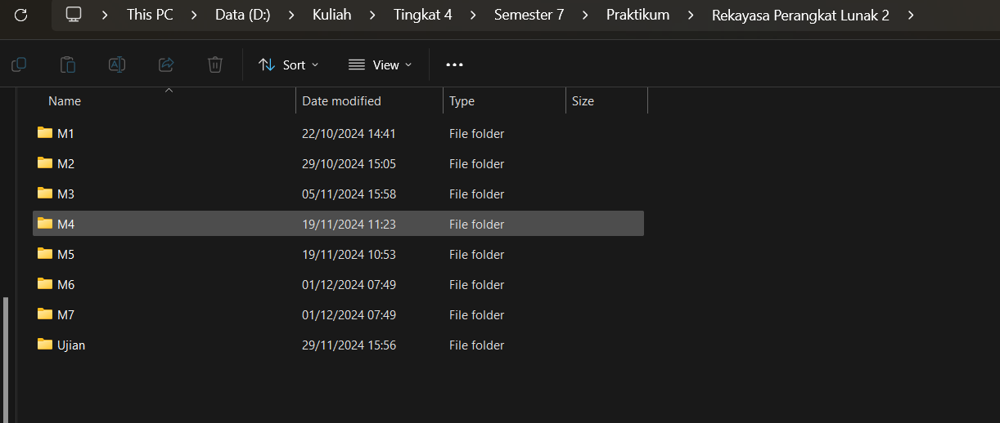 This PC > Data (D:) > Kuliah > Tingkat 4 > Semester 7 > Praktikum > Rekayasa Perangkat Lunak 2 >
Sort View
Name Date modified Type Size
M1 22/10/2024 14:41 File folder
M2 29/10/2024 15:05 File folder
M3 05/11/2024 15:58 File folder
M4 19/11/2024 11:23 File folder
M5 19/11/2024 10:53 File folder
M6 01/12/2024 07:49 File folder
M7 01/12/2024 07:49 File folder
Ujian 29/11/2024 15:56 File folder